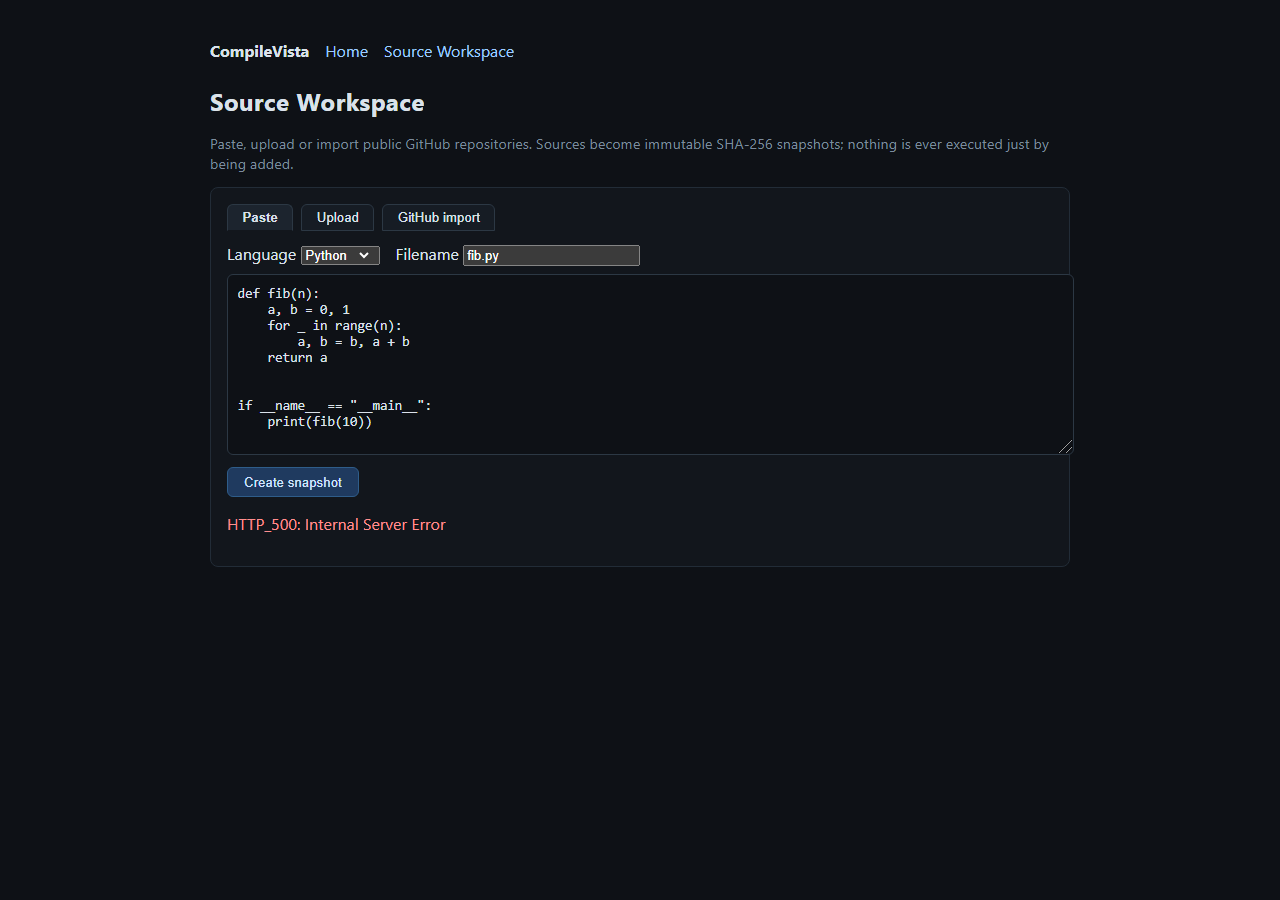 CompileVista Home Source Workspace
Source Workspace
Paste, upload or import public GitHub repositories. Sources become immutable SHA-256 snapshots; nothing is ever executed just by
being added.
Paste Upload GitHub import
Language Python Filename fib.py
def fib(n):
    a, b = 0, 1
    for _ in range(n):
        a, b = b, a + b
    return a
if __name__ == "__main__":
    print(fib(10))
Create snapshot
HTTP_500: Internal Server Error